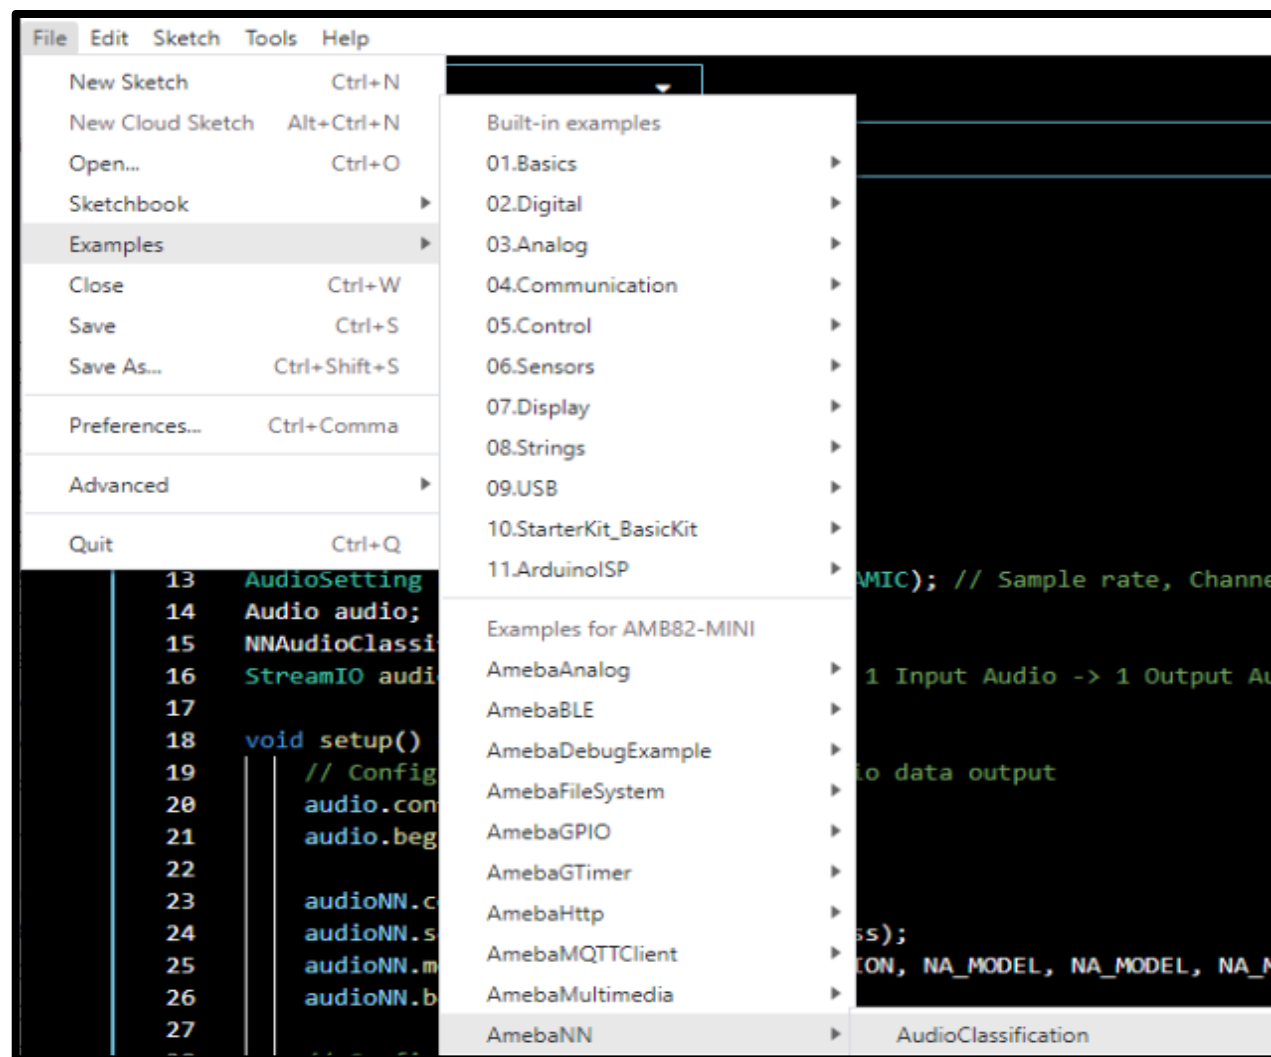 File Edit Sketch Tools Help
New Sketch Ctrl+N
New Cloud Sketch Alt+Ctrl+N
Open... Ctrl+O
Sketchbook
Examples
Close Ctrl+W
Save Ctrl+S
Save As... Ctrl+Shift+S
Preferences... Ctrl+Comma
Advanced
Quit Ctrl+Q
Built-in examples
01.Basics
02.Digital
03.Analog
04.Communication
05.Control
06.Sensors
07.Display
08.Strings
09.USB
10.StarterKit_BasicKit
11.ArduinoISP
Examples for AMB82-MINI
AmebaAnalog
AmebaBLE
AmebaDebugExample
AmebaFileSystem
AmebaGPIO
AmebaGTimer
AmebaHttp
AmebaMQTTClient
AmebaMultimedia
AmebaNN
AudioClassification
13 AudioSetting AMIC); // Sample rate, Channe
14 Audio audio;
15 NNAudioClassi
16 StreamIO audi 1 Input Audio -> 1 Output Au
17
18 void setup()
19 // Config io data output
20 audio.con
21 audio.beg
22
23 audioNN.c
24 audioNN.s ss);
25 audioNN.m ION, NA_MODEL, NA_MODEL, NA_M
26 audioNN.b
27